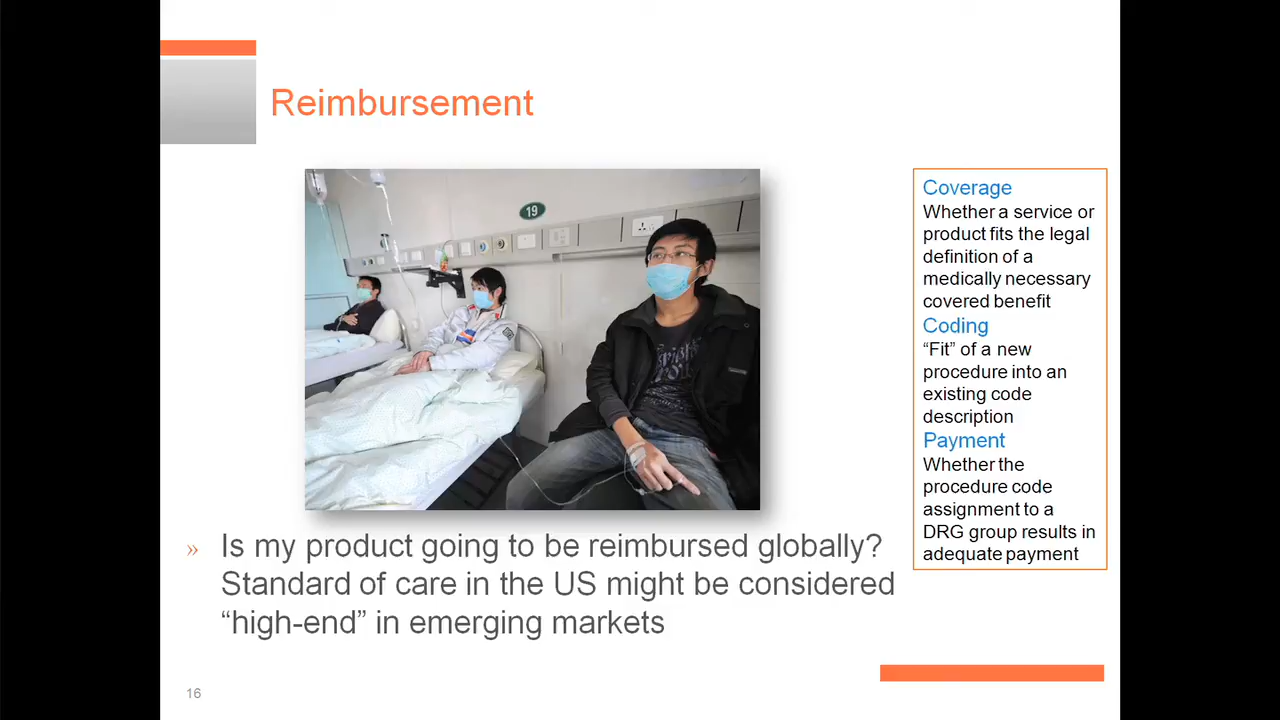 Reimbursement
19
Coverage
Whether a service or
product fits the legal
definition of a
medically necessary
covered benefit
Coding
“Fit” of a new
procedure into an
existing code
description
Payment
Whether the
procedure code
assignment to a
DRG group results in
adequate payment
» Is my product going to be reimbursed globally?
Standard of care in the US might be considered
“high-end” in emerging markets
16